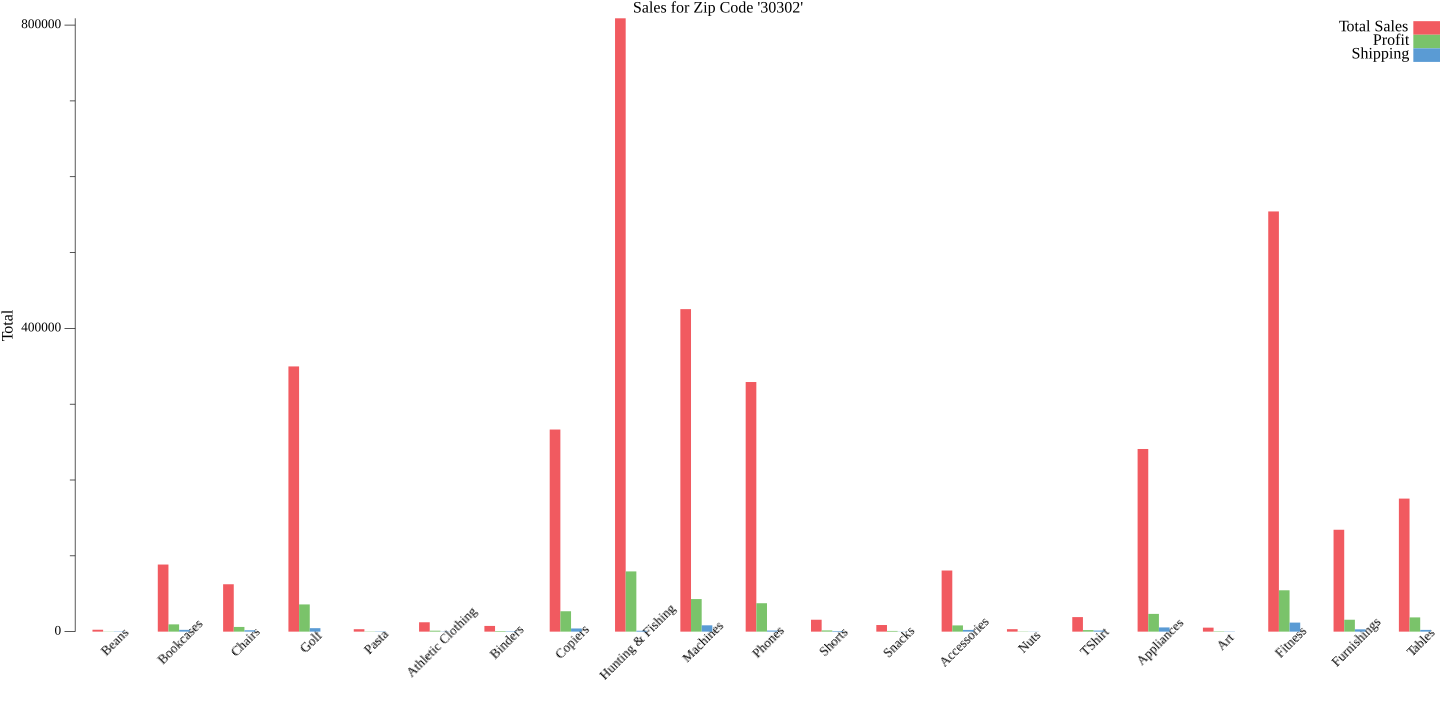 Sales for Zip Code '30302'
Total Sales
Profit
Shipping
Total
800000
400000
0
Beans
Bookcases
Chairs
Golf
Pasta
Athletic Clothing
Binders
Copiers
Hunting & Fishing
Machines
Phones
Shorts
Snacks
Accessories
Nuts
TShirt
Appliances
Art
Fitness
Furnishings
Tables